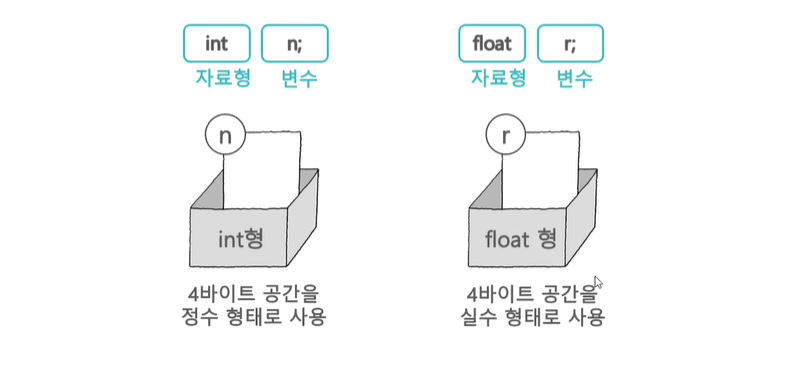 int n;
자료형 변수
n
int형
4바이트 공간을
정수 형태로 사용
float r;
자료형 변수
r
float 형
4바이트 공간을
실수 형태로 사용